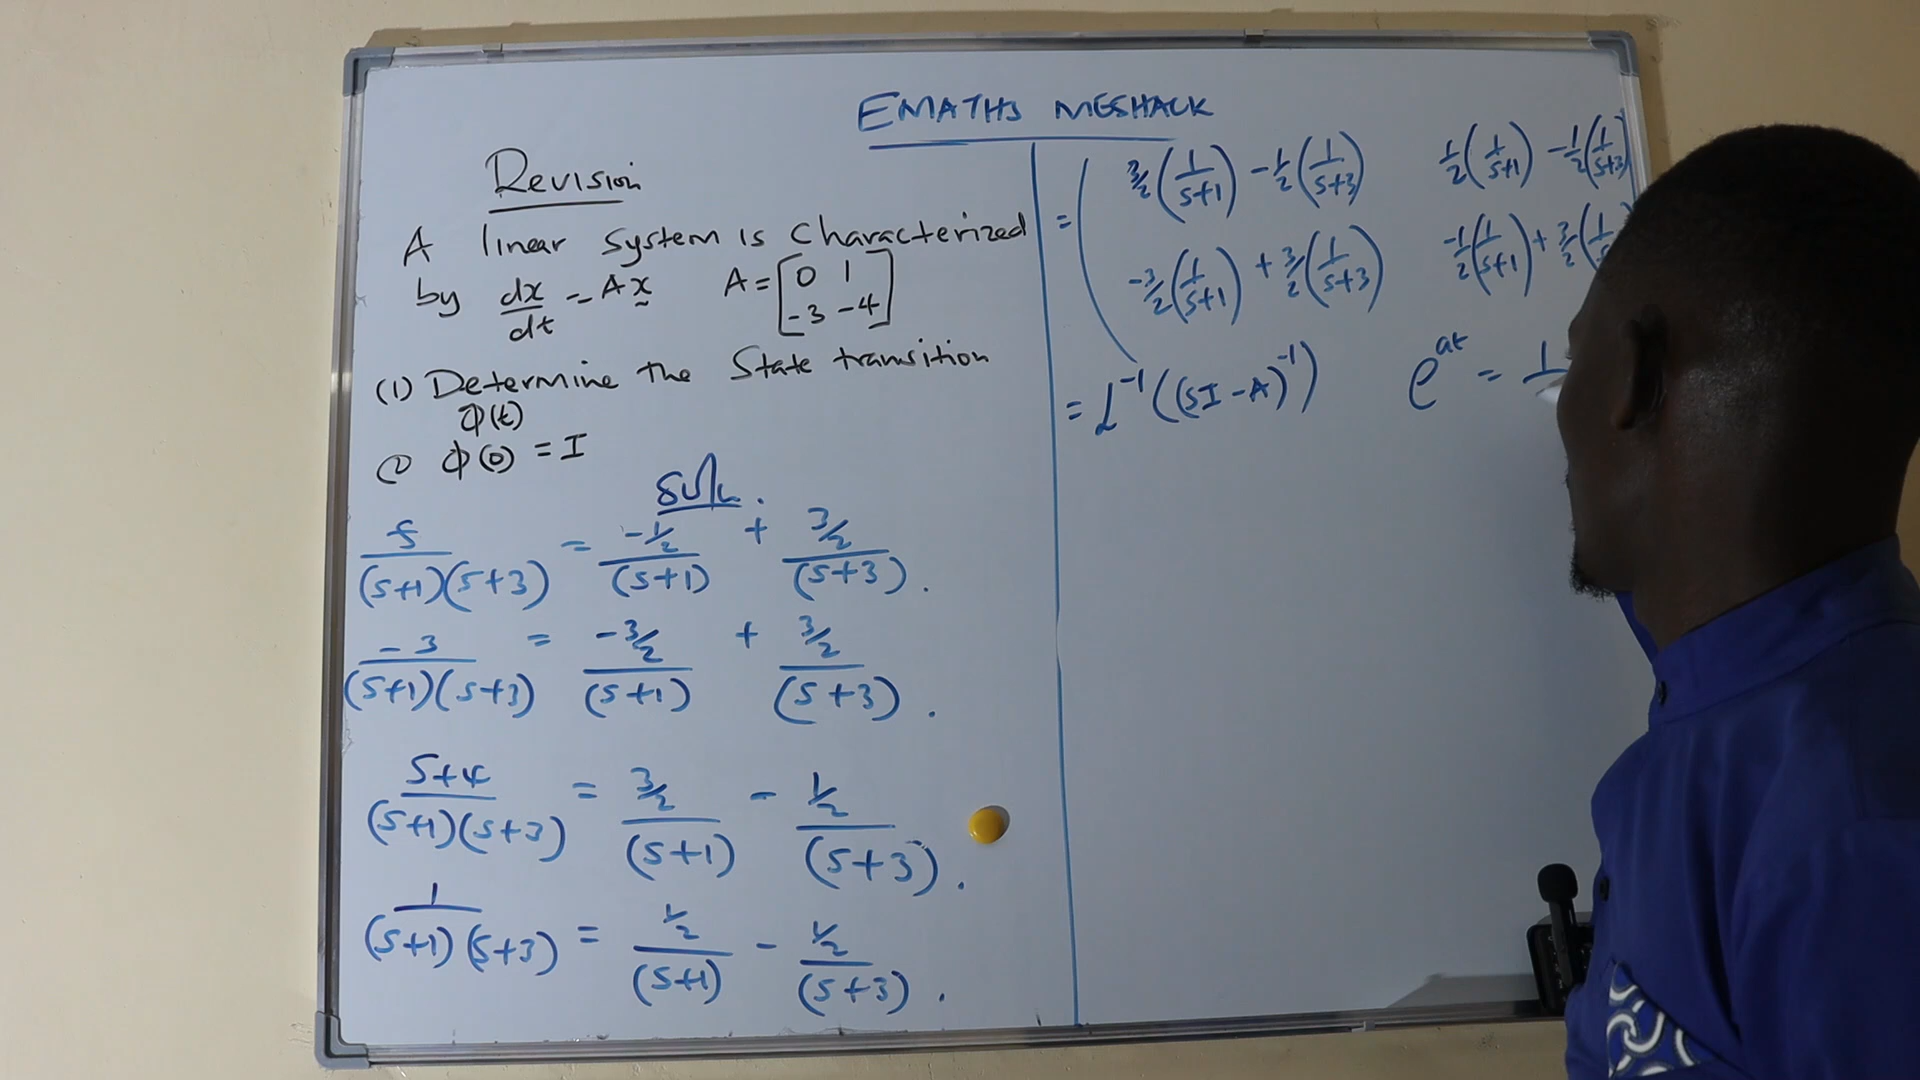 EMATHS MESHACK
Revision
A linear system is Characterized
by dx/dt = Ax A = [0 1; -3 -4]
(1) Determine the State transition
Φ(t)
Φ(0) = I
Soln.
s/((s+1)(s+3)) = -1/2/(s+1) + 3/2/(s+3).
-3/((s+1)(s+3)) = -3/2/(s+1) + 3/2/(s+3).
s+4/((s+1)(s+3)) = 3/2/(s+1) - 1/2/(s+3).
1/((s+1)(s+3)) = 1/2/(s+1) - 1/2/(s+3).
= ( 3/2(1/(s+1)) - 1/2(1/(s+3)) 1/2(1/(s+1)) - 1/2(1/(s+3))
-3/2(1/(s+1)) + 3/2(1/(s+3)) -1/2(1/(s+1)) + 3/2(1/
= L⁻¹((sI - A)⁻¹) e^at = 1